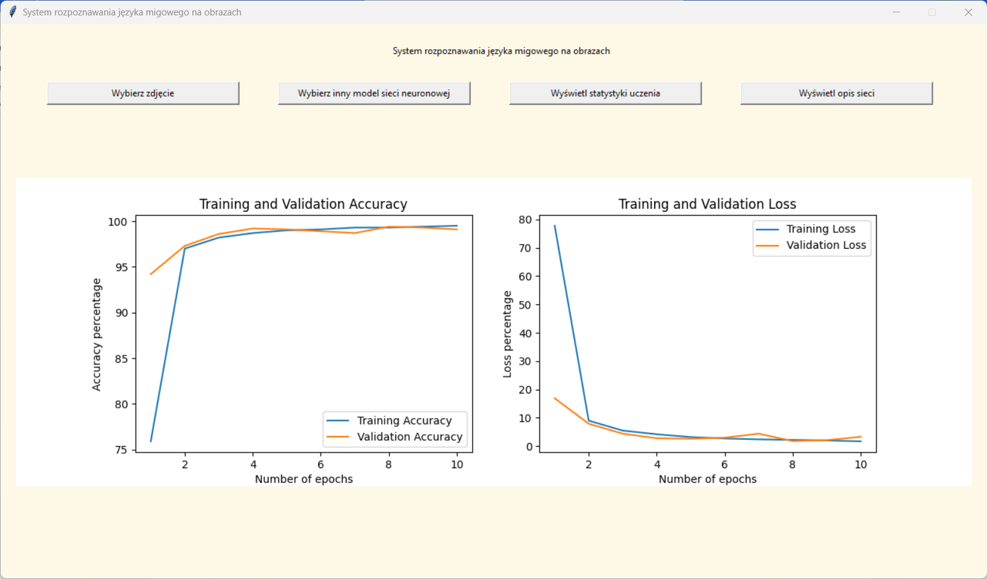 System rozpoznawania języka migowego na obrazach
System rozpoznawania języka migowego na obrazach
Wybierz zdjęcie
Wybierz inny model sieci neuronowej
Wyświetl statystyki uczenia
Wyświetl opis sieci
Training and Validation Accuracy
Accuracy percentage
100
95
90
85
80
75
Training Accuracy
Validation Accuracy
2 4 6 8 10
Number of epochs
Training and Validation Loss
Loss percentage
80
70
60
50
40
30
20
10
0
Training Loss
Validation Loss
2 4 6 8 10
Number of epochs